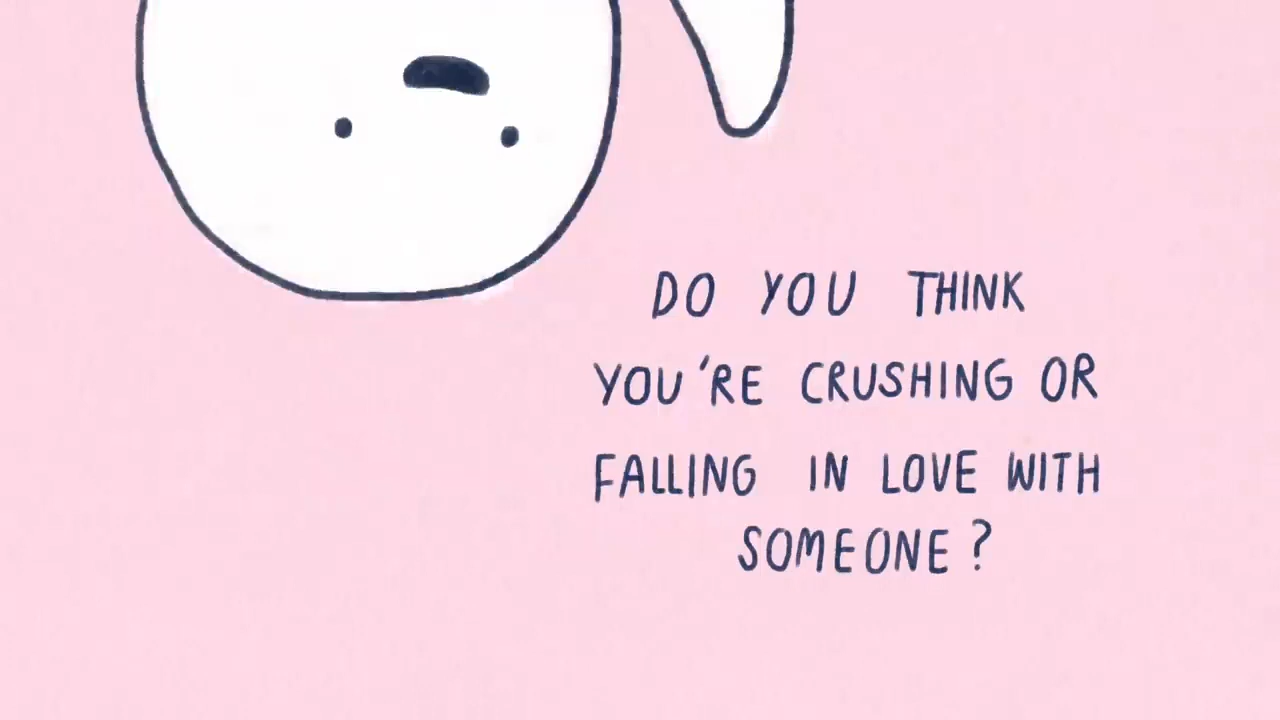 DO YOU THINK
YOU'RE CRUSHING OR
FALLING IN LOVE WITH
SOMEONE?